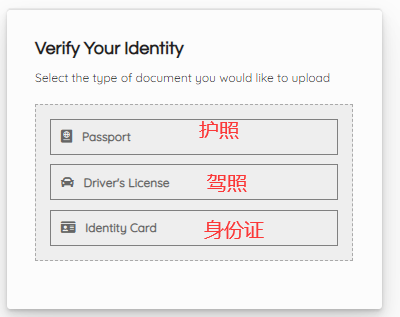 Verify Your Identity
Select the type of document you would like to upload
Passport 护照
Driver's License 驾照
Identity Card 身份证